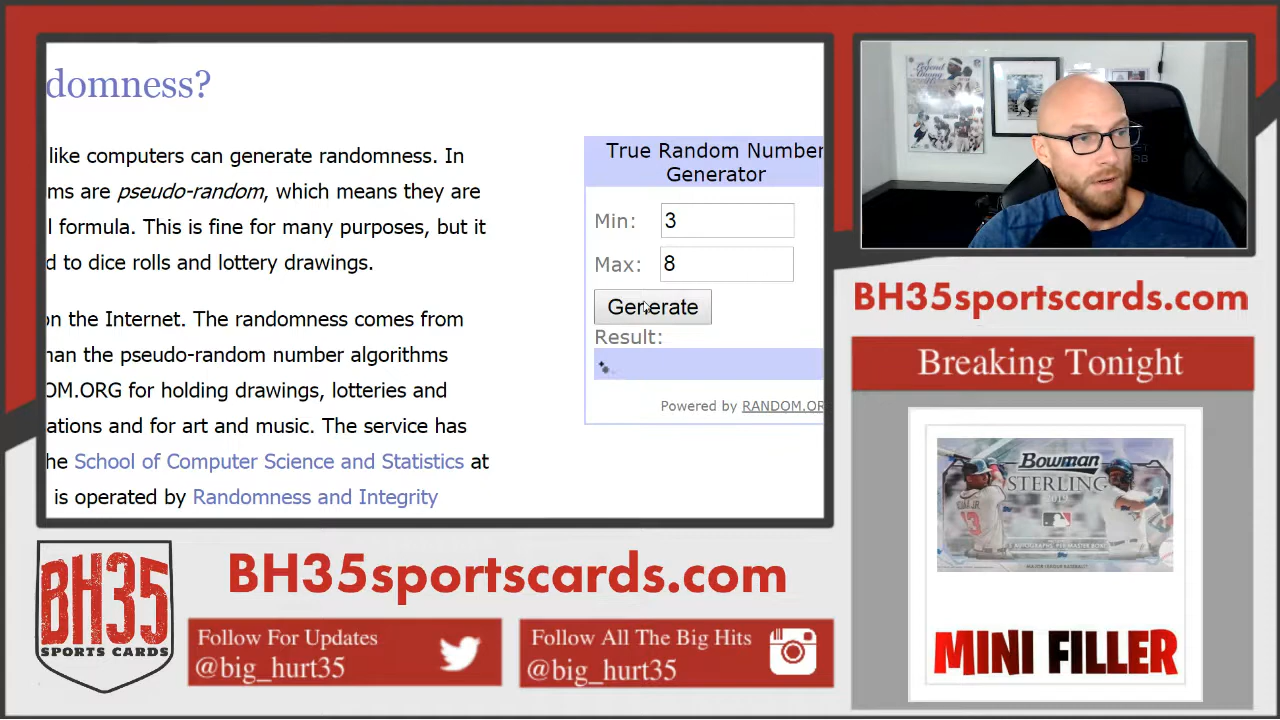 domness?
like computers can generate randomness. In
ms are pseudo-random, which means they are
l formula. This is fine for many purposes, but it
d to dice rolls and lottery drawings.
on the Internet. The randomness comes from
han the pseudo-random number algorithms
OM.ORG for holding drawings, lotteries and
ations and for art and music. The service has
he School of Computer Science and Statistics at
is operated by Randomness and Integrity
True Random Number
Generator
Min: 3
Max: 8
Generate
Result:
Powered by RANDOM.OR
BH35sportscards.com
Breaking Tonight
Bowman
STERLING
2019
MINI FILLER
BH35
SPORTS CARDS
BH35sportscards.com
Follow For Updates
@big_hurt35
Follow All The Big Hits
@big_hurt35